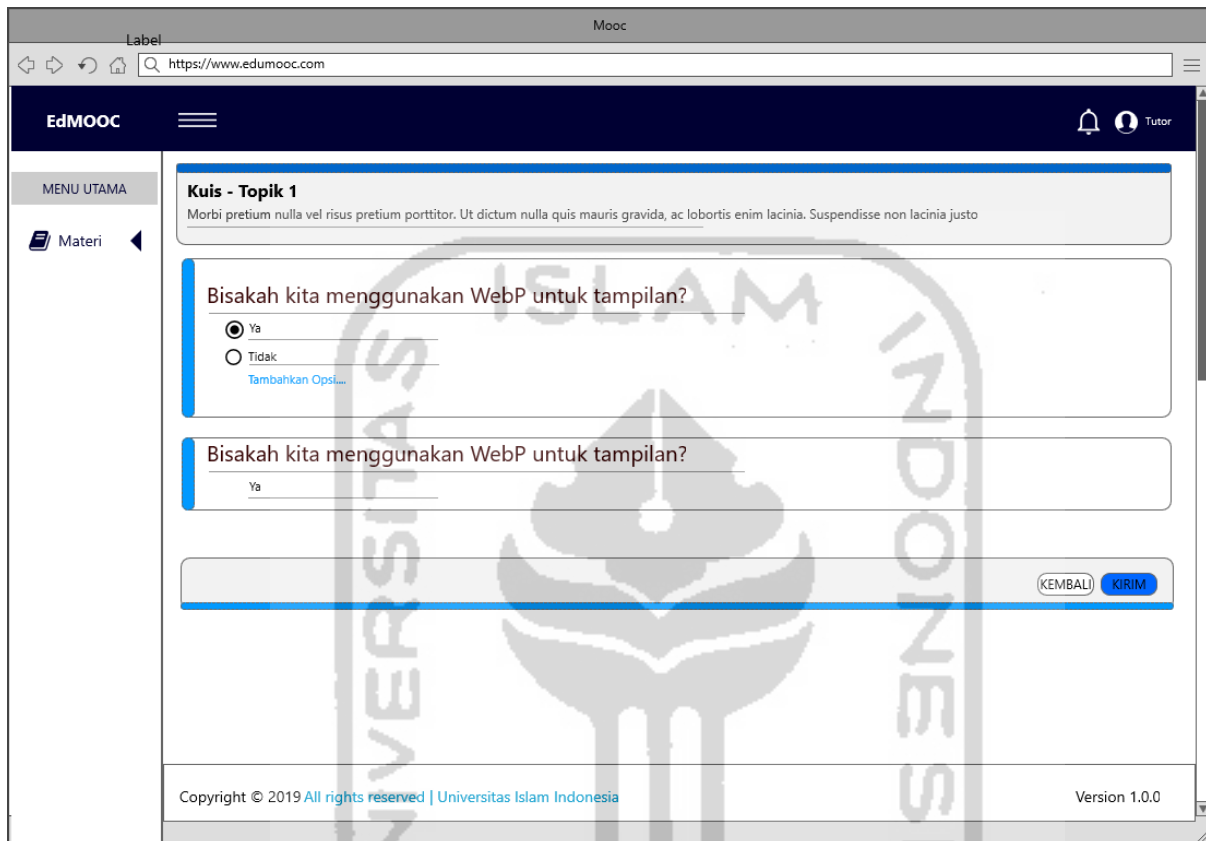 Mooc
Label
https://www.edumooc.com
EdMOOC
Tutor
MENU UTAMA
Materi
Kuis - Topik 1
Morbi pretium nulla vel risus pretium porttitor. Ut dictum nulla quis mauris gravida, ac lobortis enim lacinia. Suspendisse non lacinia justo
Bisakah kita menggunakan WebP untuk tampilan?
Ya
Tidak
Tambahkan Opsi....
Bisakah kita menggunakan WebP untuk tampilan?
Ya
KEMBALI KIRIM
Copyright © 2019 All rights reserved | Universitas Islam Indonesia
Version 1.0.0
UNIVERSITAS
ISLAM
INDONES